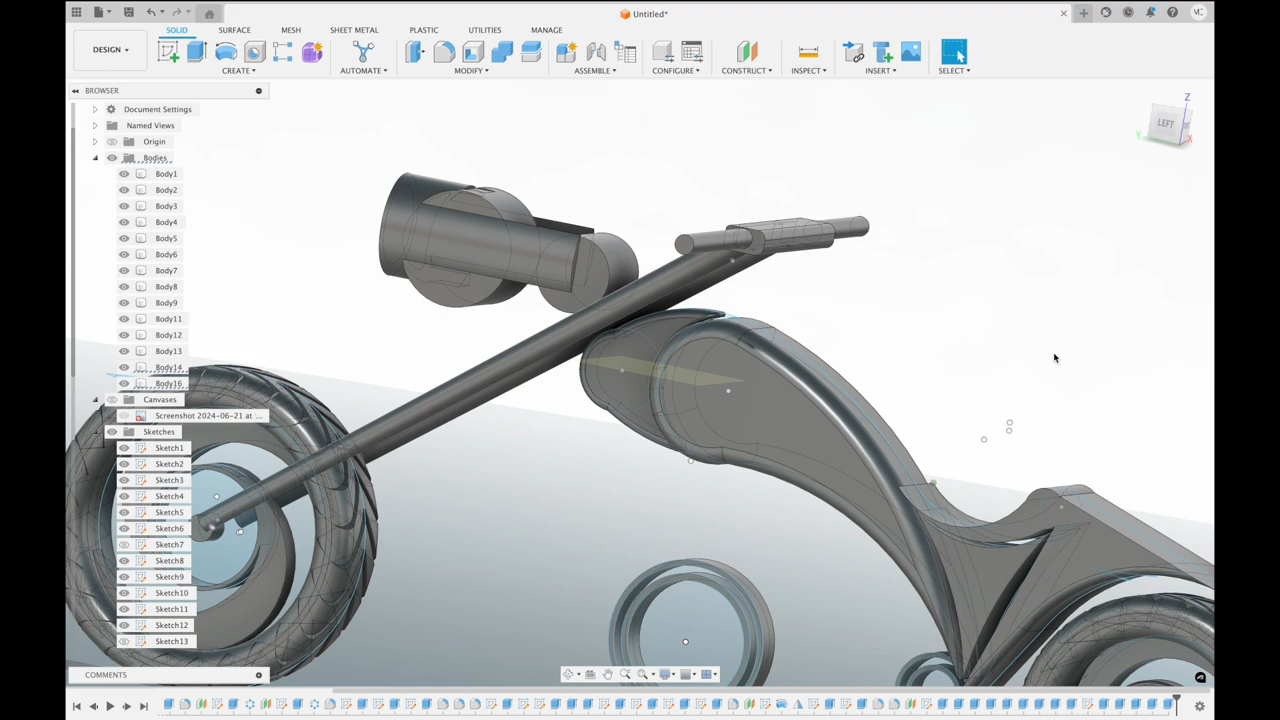 Untitled*
MC
DESIGN
SOLID
SURFACE
MESH
SHEET METAL
PLASTIC
UTILITIES
MANAGE
CREATE
AUTOMATE
MODIFY
ASSEMBLE
CONFIGURE
CONSTRUCT
INSPECT
INSERT
SELECT
BROWSER
Document Settings
Named Views
Origin
Bodies
Body1
Body2
Body3
Body4
Body5
Body6
Body7
Body8
Body9
Body11
Body12
Body13
Body14
Body16
Canvases
Screenshot 2024-06-21 at ...
Sketches
Sketch1
Sketch2
Sketch3
Sketch4
Sketch5
Sketch6
Sketch7
Sketch8
Sketch9
Sketch10
Sketch11
Sketch12
Sketch13
COMMENTS
Z
LEFT
Y
X